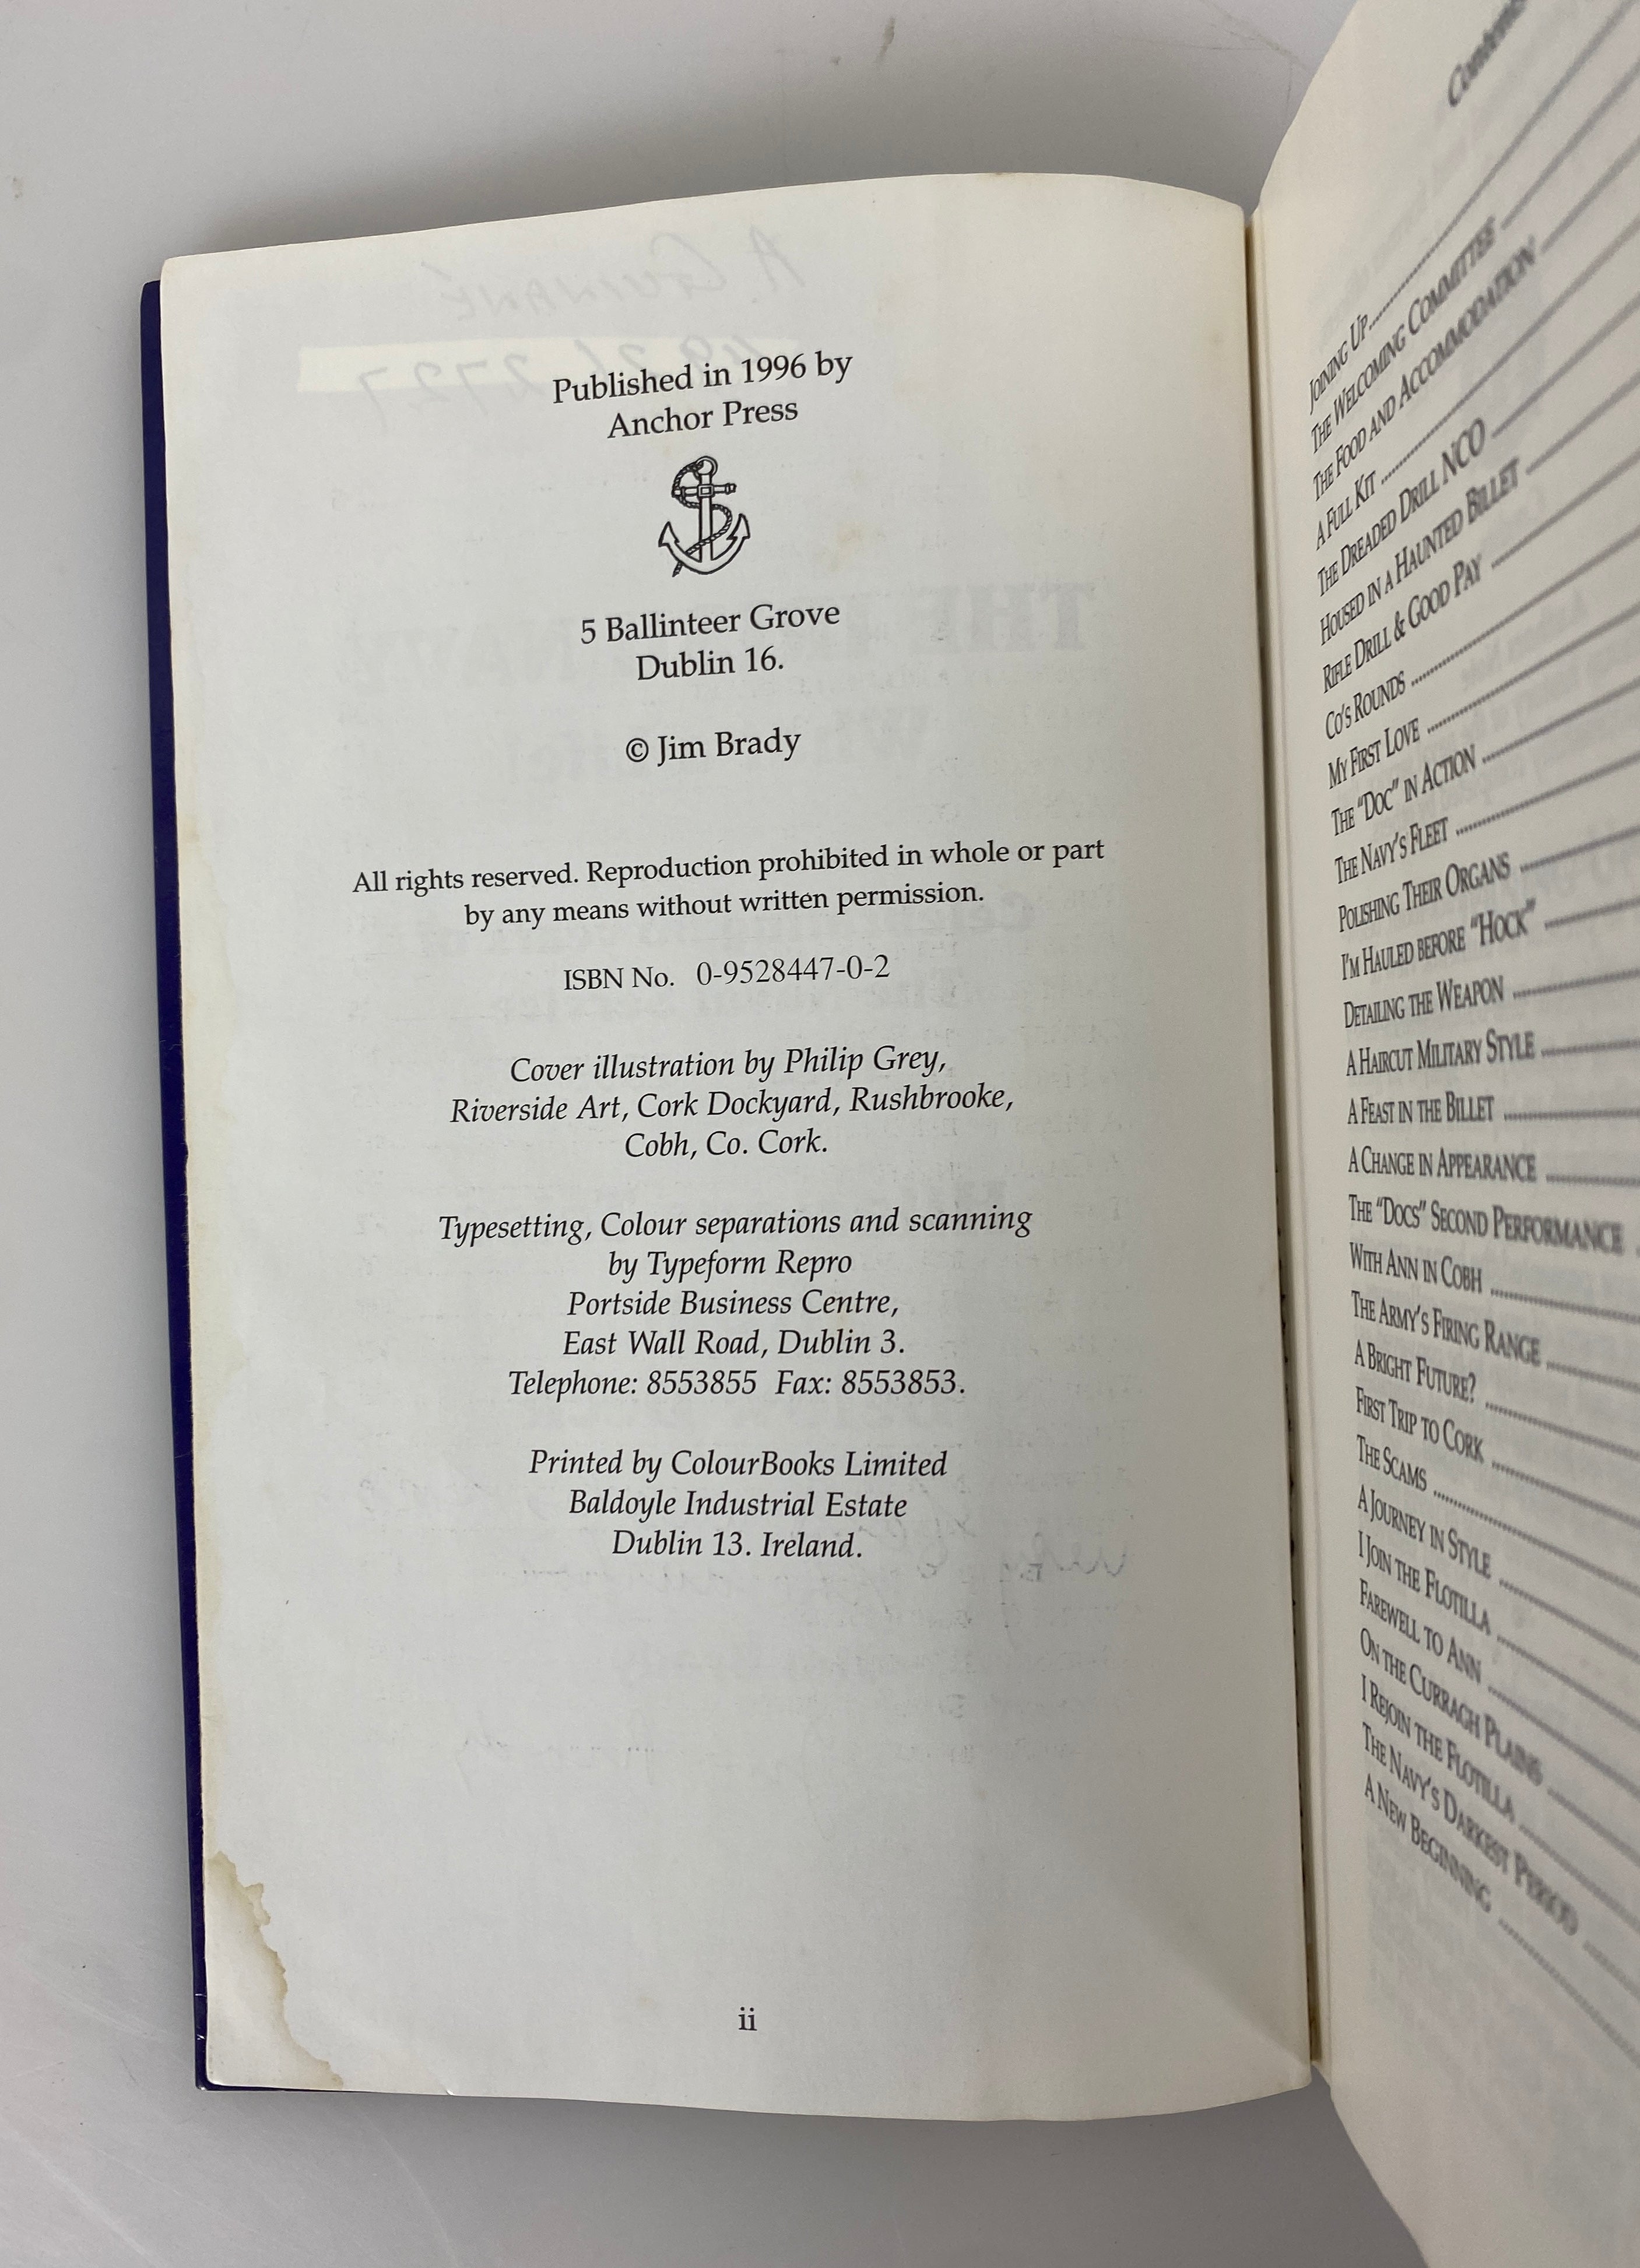 Published in 1996 by
Anchor Press
5 Ballinteer Grove
Dublin 16.
© Jim Brady
All rights reserved. Reproduction prohibited in whole or part
by any means without written permission.
ISBN No. 0-9528447-0-2
Cover illustration by Philip Grey,
Riverside Art, Cork Dockyard, Rushbrooke,
Cobh, Co. Cork.
Typesetting, Colour separations and scanning
by Typeform Repro
Portside Business Centre,
East Wall Road, Dublin 3.
Telephone: 8553855 Fax: 8553853.
Printed by ColourBooks Limited
Baldoyle Industrial Estate
Dublin 13. Ireland.
ii
JOINING UP
THE WELCOMING COMMITTEE
THE FOOD AND ACCOMMODATION
A FULL KIT
THE DREADED DRILL NCO
HOUSED IN A HAUNTED BILLET
RIFLE DRILL & GOOD PAY
CO'S ROUNDS
MY FIRST LOVE
THE "DOC" IN ACTION
THE NAVY'S FLEET
POLISHING THEIR ORGANS
I'M HAULED BEFORE "HOCK"
DETAILING THE WEAPON
A HAIRCUT MILITARY STYLE
A FEAST IN THE BILLET
A CHANGE IN APPEARANCE
THE "DOCS" SECOND PERFORMANCE
WITH ANN IN COBH
THE ARMY'S FIRING RANGE
A BRIGHT FUTURE?
FIRST TRIP TO CORK
THE SCAMS
A JOURNEY IN STYLE
I JOIN THE FLOTILLA
FAREWELL TO ANN
ON THE CURRAGH PLAINS
I REJOIN THE FLOTILLA
THE NAVY'S DARKEST PERIOD
A NEW BEGINNING